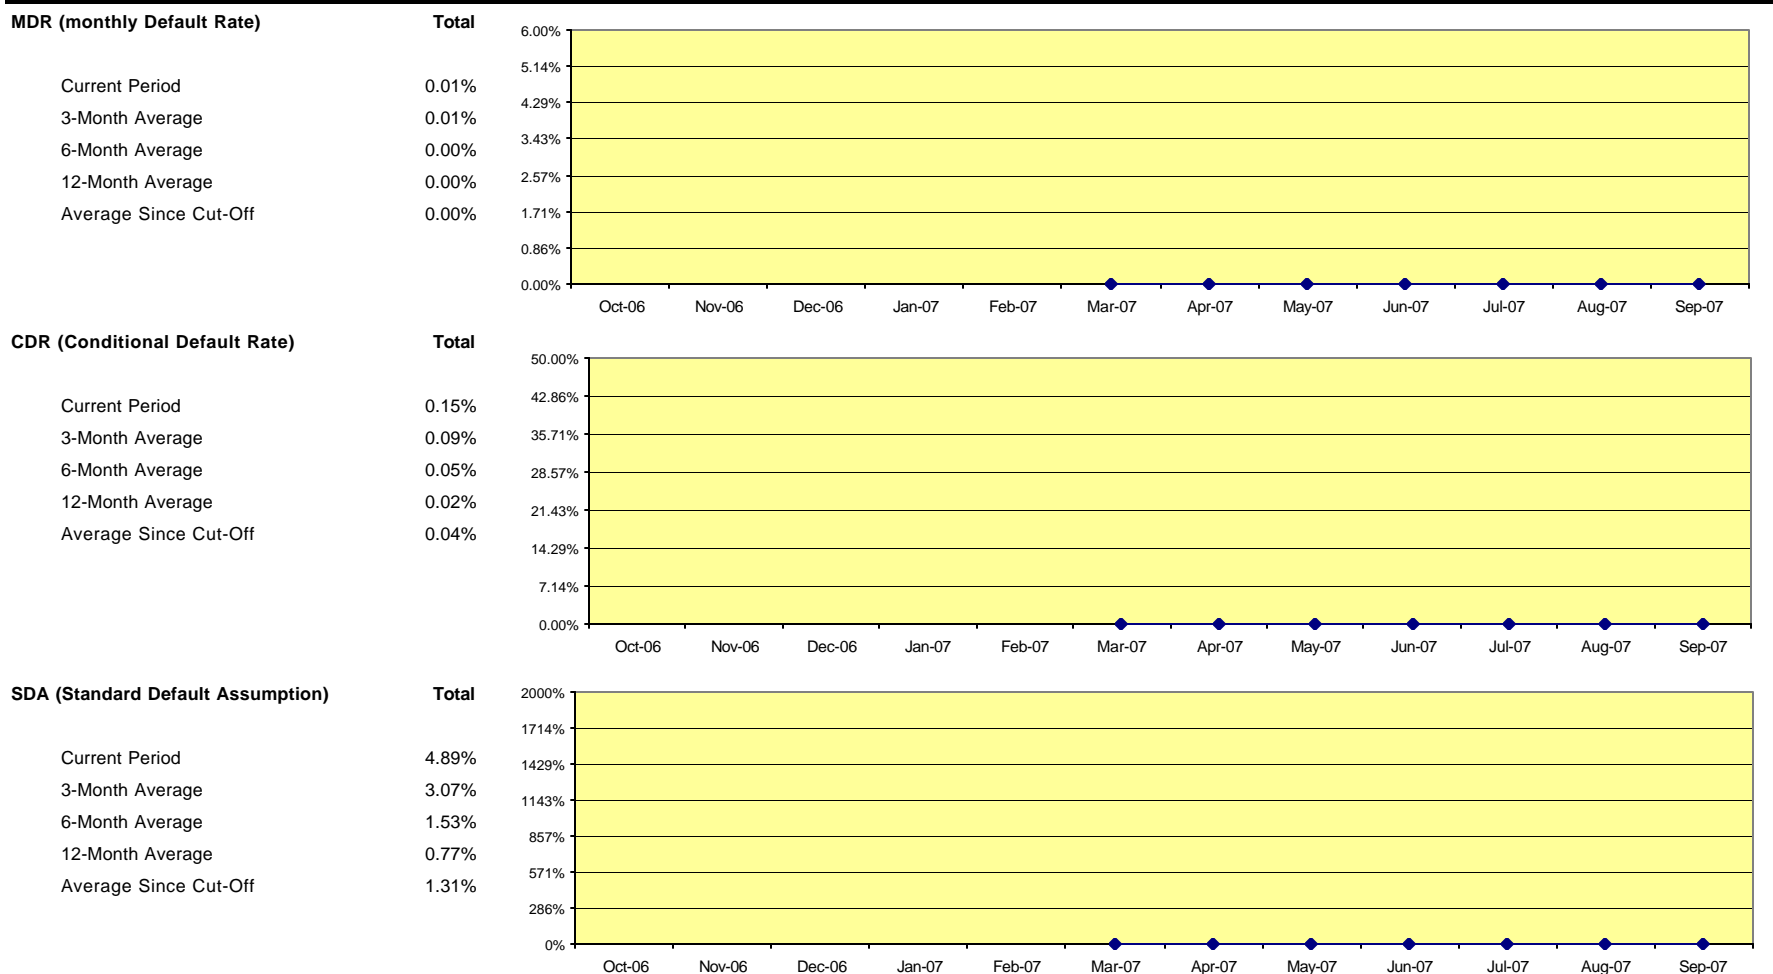 MDR (monthly Default Rate) Total
Current Period 0.01%
3-Month Average 0.01%
6-Month Average 0.00%
12-Month Average 0.00%
Average Since Cut-Off 0.00%
6.00%
5.14%
4.29%
3.43%
2.57%
1.71%
0.86%
0.00%
Oct-06 Nov-06 Dec-06 Jan-07 Feb-07 Mar-07 Apr-07 May-07 Jun-07 Jul-07 Aug-07 Sep-07
CDR (Conditional Default Rate) Total
Current Period 0.15%
3-Month Average 0.09%
6-Month Average 0.05%
12-Month Average 0.02%
Average Since Cut-Off 0.04%
50.00%
42.86%
35.71%
28.57%
21.43%
14.29%
7.14%
0.00%
Oct-06 Nov-06 Dec-06 Jan-07 Feb-07 Mar-07 Apr-07 May-07 Jun-07 Jul-07 Aug-07 Sep-07
SDA (Standard Default Assumption) Total
Current Period 4.89%
3-Month Average 3.07%
6-Month Average 1.53%
12-Month Average 0.77%
Average Since Cut-Off 1.31%
2000%
1714%
1429%
1143%
857%
571%
286%
0%
Oct-06 Nov-06 Dec-06 Jan-07 Feb-07 Mar-07 Apr-07 May-07 Jun-07 Jul-07 Aug-07 Sep-07